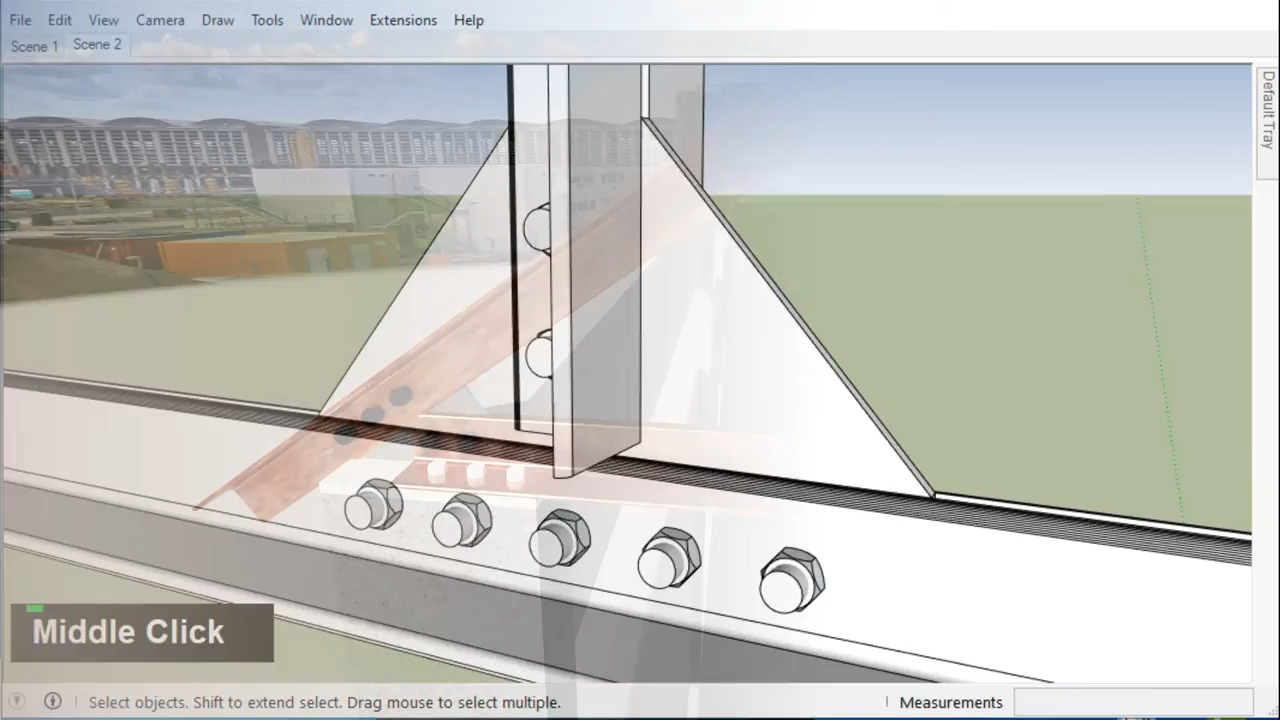 File Edit View Camera Draw Tools Window Extensions Help
Scene 1 Scene 2
Default Tray
Middle Click
Select objects. Shift to extend select. Drag mouse to select multiple.
Measurements